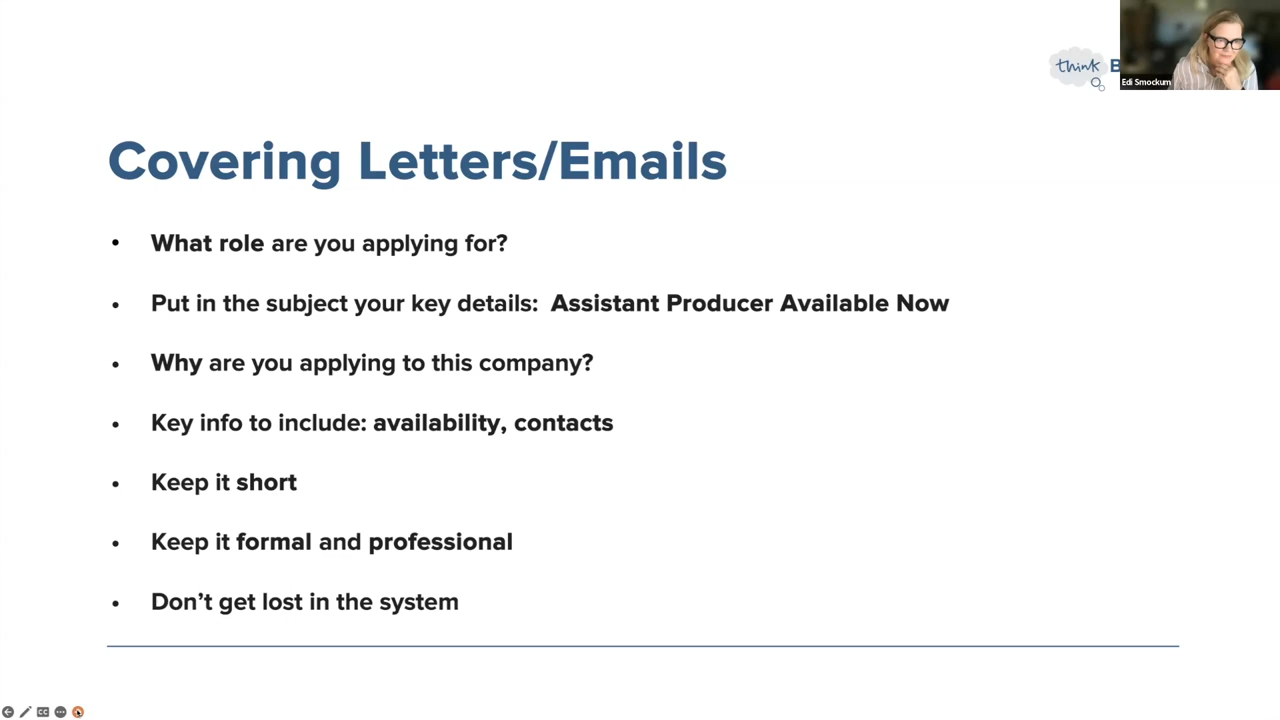 think B
Edi Smockum
Covering Letters/Emails
• What role are you applying for?
• Put in the subject your key details: Assistant Producer Available Now
• Why are you applying to this company?
• Key info to include: availability, contacts
• Keep it short
• Keep it formal and professional
• Don’t get lost in the system
CC